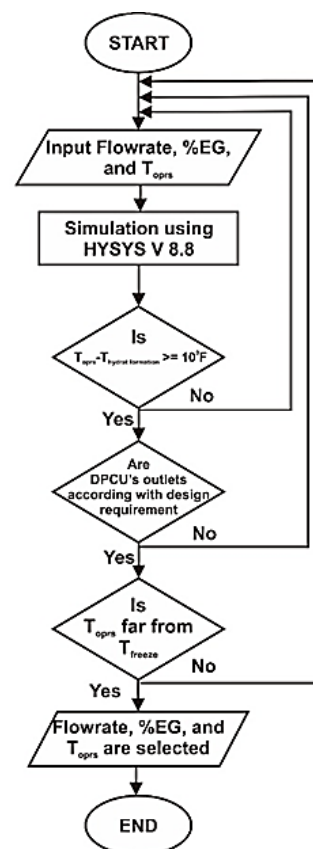 START
Input Flowrate, %EG,
and Toprs
Simulation using
HYSYS V 8.8
Is
Toprs-Thydrat formation >= 10°F
No
Yes
Are
DPCU's outlets
according with design
requirement
No
Yes
Is
Toprs far from
Tfreeze
No
Yes
Flowrate, %EG, and
Toprs are selected
END